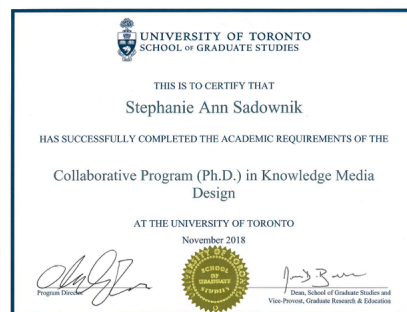 UNIVERSITY OF TORONTO
SCHOOL OF GRADUATE STUDIES
THIS IS TO CERTIFY THAT
Stephanie Ann Sadownik
HAS SUCCESSFULLY COMPLETED THE ACADEMIC REQUIREMENTS OF THE
Collaborative Program (Ph.D.) in Knowledge Media
Design
AT THE UNIVERSITY OF TORONTO
November 2018
SCHOOL
OF
GRADUATE
STUDIES
Program Director
Dean, School of Graduate Studies and
Vice-Provost, Graduate Research & Education